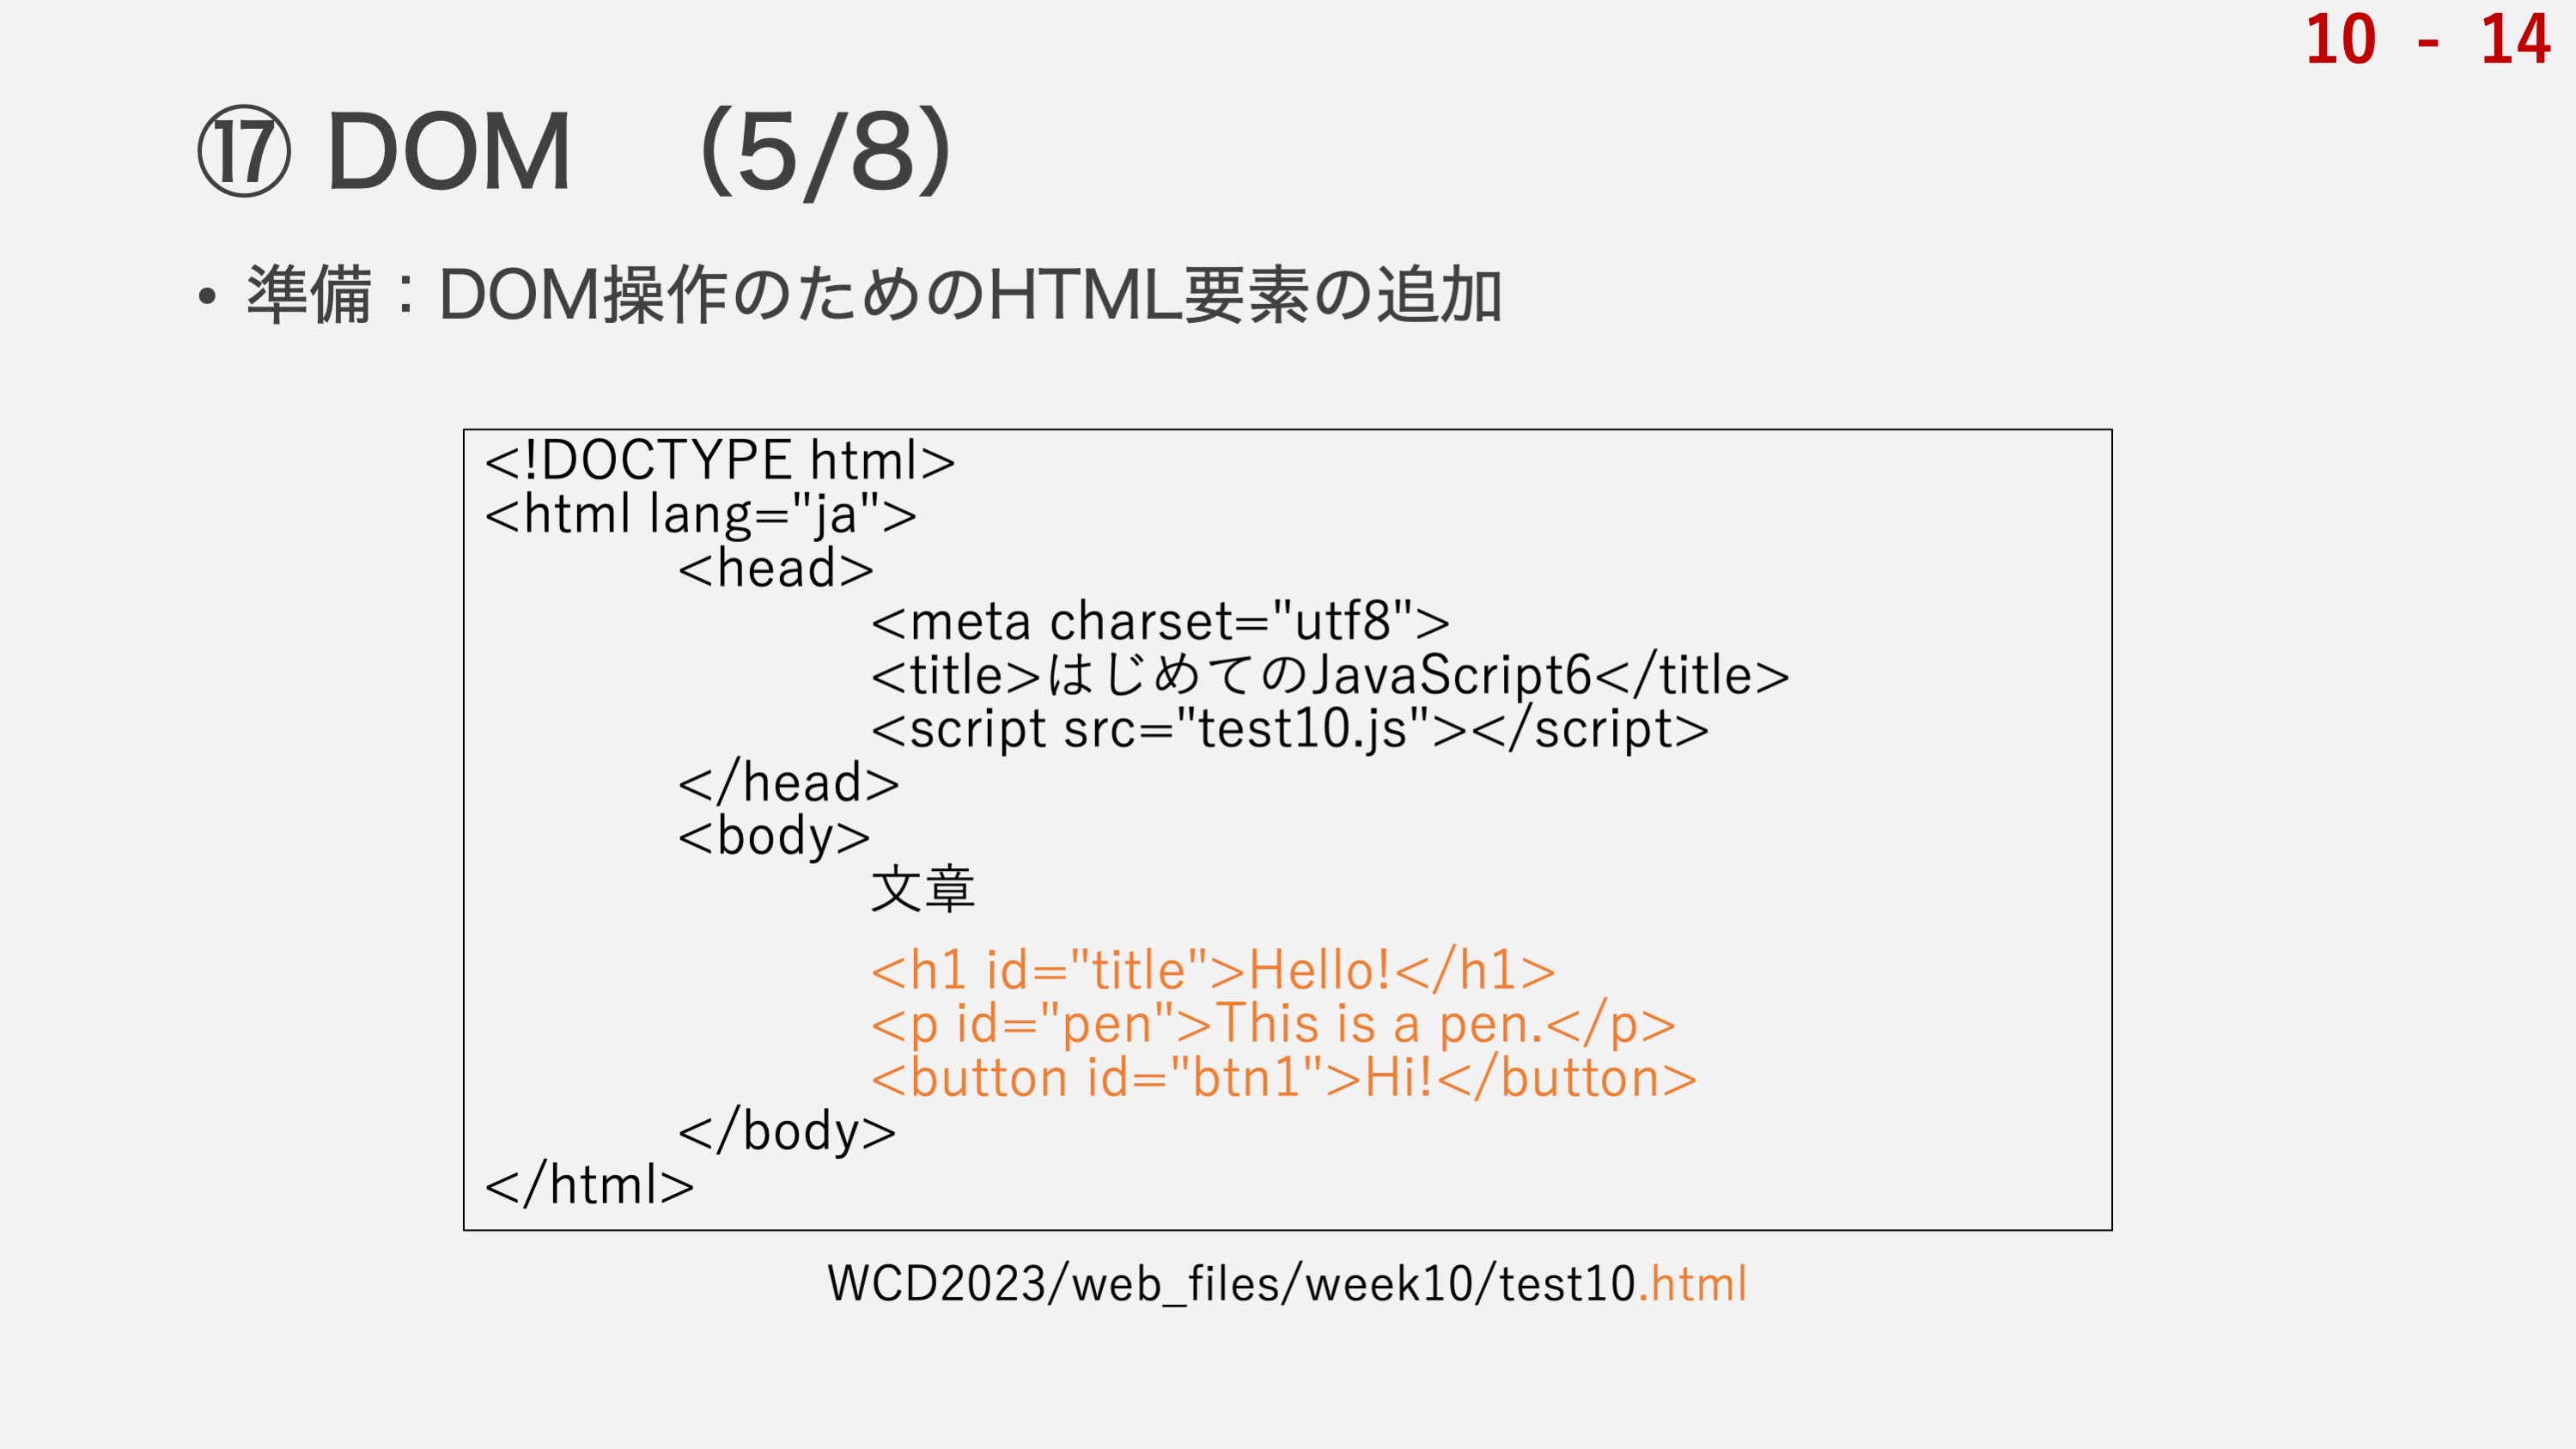 10 - 14
⑰ DOM （5/8）
• 準備：DOM操作のためのHTML要素の追加
<!DOCTYPE html>
<html lang="ja">
<head>
<meta charset="utf8">
<title>はじめてのJavaScript6</title>
<script src="test10.js"></script>
</head>
<body>
文章
<h1 id="title">Hello!</h1>
<p id="pen">This is a pen.</p>
<button id="btn1">Hi!</button>
</body>
</html>
WCD2023/web_files/week10/test10.html